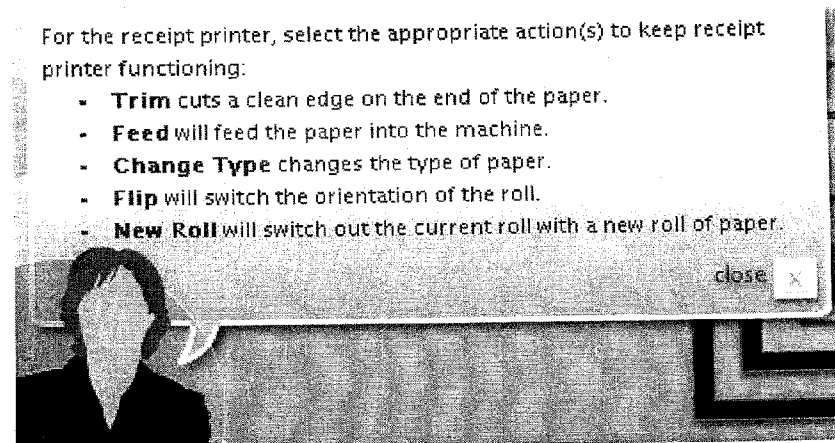 For the receipt printer, select the appropriate action(s) to keep receipt
printer functioning:
- Trim cuts a clean edge on the end of the paper.
- Feed will feed the paper into the machine.
- Change Type changes the type of paper.
- Flip will switch the orientation of the roll.
- New Roll will switch out the current roll with a new roll of paper.
close x